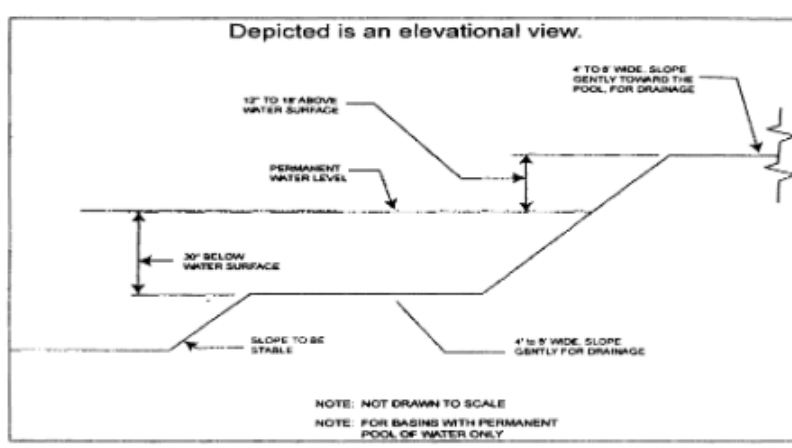 Depicted is an elevational view.
4' TO 6' WIDE, SLOPE
GENTLY TOWARD THE
POOL, FOR DRAINAGE
12" TO 18" ABOVE
WATER SURFACE
PERMANENT
WATER LEVEL
30" BELOW
WATER SURFACE
SLOPE TO BE
STABLE
4' to 6' WIDE, SLOPE
GENTLY FOR DRAINAGE
NOTE: NOT DRAWN TO SCALE
NOTE: FOR BASINS WITH PERMANENT
POOL OF WATER ONLY